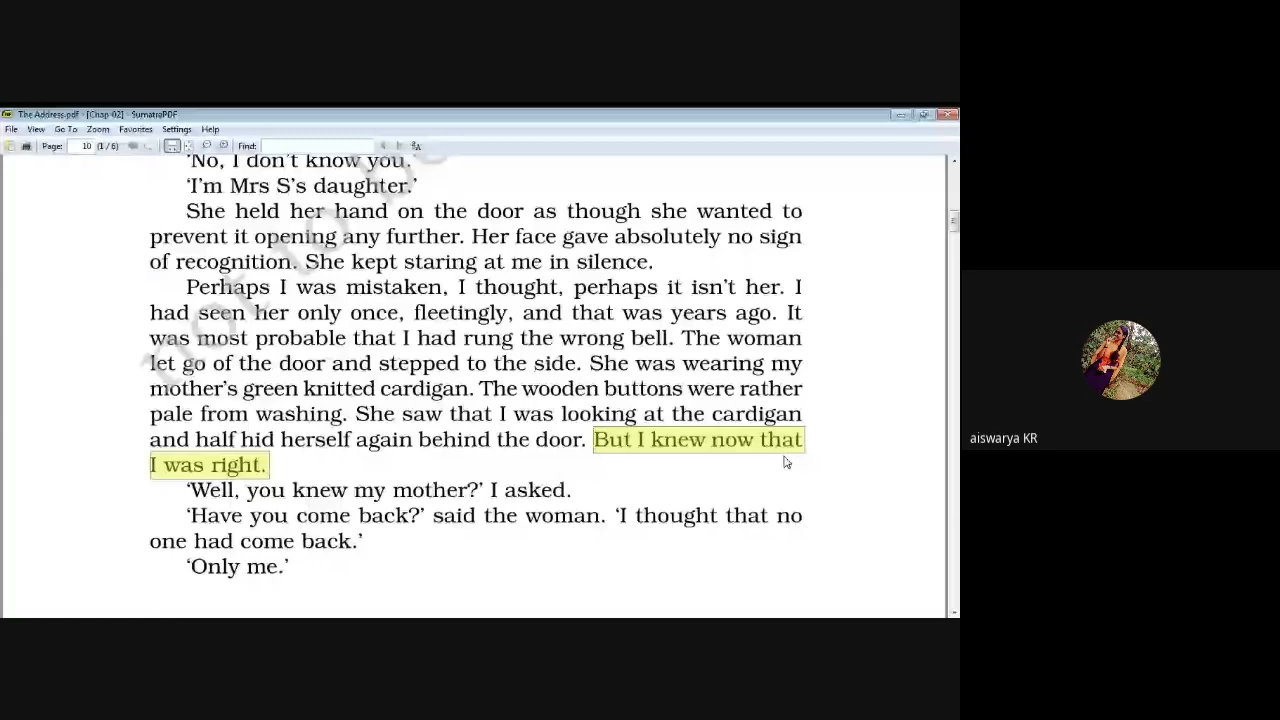 The Address.pdf - [Chap-02] - SumatraPDF
File View Go To Zoom Favorites Settings Help
Page: 10 (1 / 6) Find:
‘No, I don’t know you.’
‘I’m Mrs S’s daughter.’
She held her hand on the door as though she wanted to
prevent it opening any further. Her face gave absolutely no sign
of recognition. She kept staring at me in silence.
Perhaps I was mistaken, I thought, perhaps it isn’t her. I
had seen her only once, fleetingly, and that was years ago. It
was most probable that I had rung the wrong bell. The woman
let go of the door and stepped to the side. She was wearing my
mother’s green knitted cardigan. The wooden buttons were rather
pale from washing. She saw that I was looking at the cardigan
and half hid herself again behind the door. But I knew now that
I was right.
‘Well, you knew my mother?’ I asked.
‘Have you come back?’ said the woman. ‘I thought that no
one had come back.’
‘Only me.’
not to be
aiswarya KR